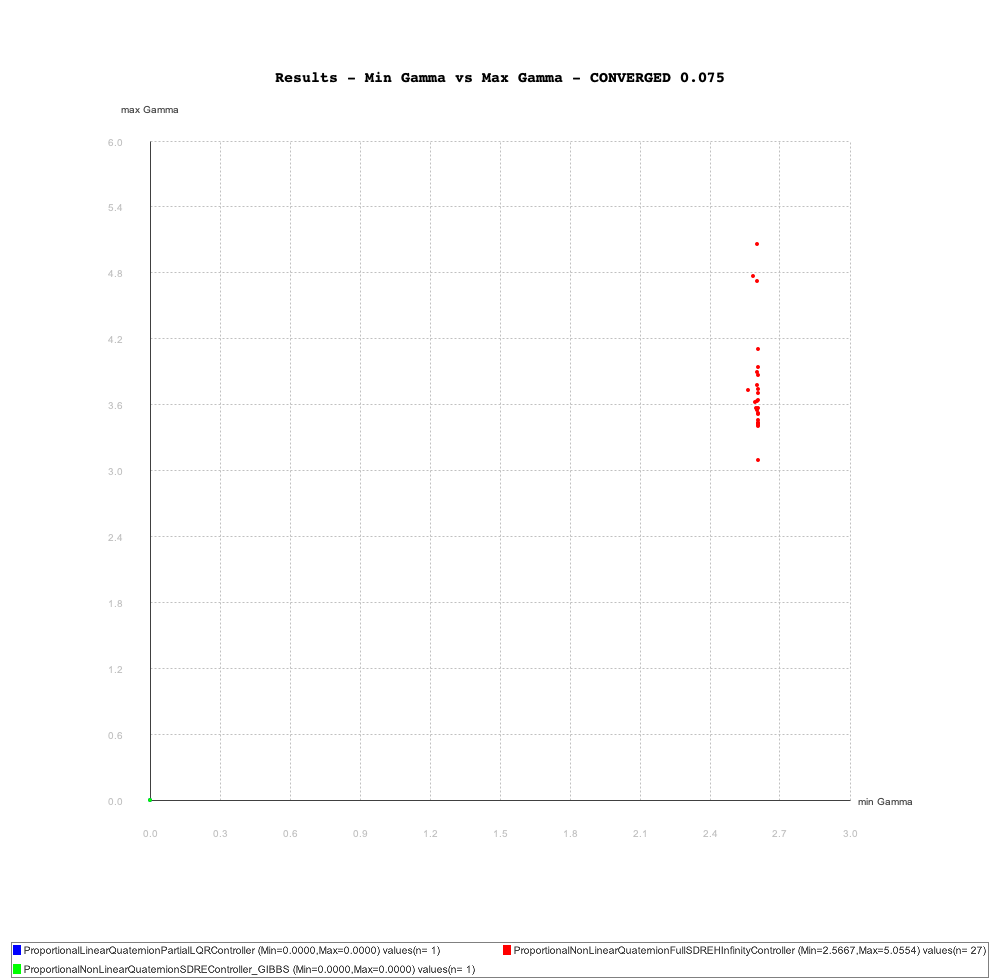 Results - Min Gamma vs Max Gamma - CONVERGED 0.075
max Gamma
6.0
5.4
4.8
4.2
3.6
3.0
2.4
1.8
1.2
0.6
0.0
min Gamma
0.0 0.3 0.6 0.9 1.2 1.5 1.8 2.1 2.4 2.7 3.0
ProportionalLinearQuaternionPartialLQRController (Min=0.0000,Max=0.0000) values(n= 1) ProportionalNonLinearQuaternionFullSDREHInfinityController (Min=2.5667,Max=5.0554) values(n= 27)
ProportionalNonLinearQuaternionSDREController_GIBBS (Min=0.0000,Max=0.0000) values(n= 1)